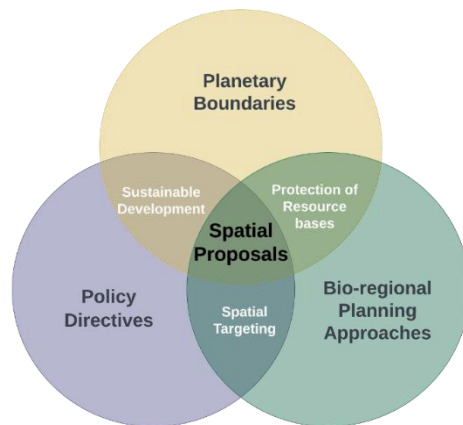 Planetary
Boundaries
Sustainable
Development
Protection of
Resource
bases
Spatial
Proposals
Policy
Directives
Spatial
Targeting
Bio-regional
Planning
Approaches